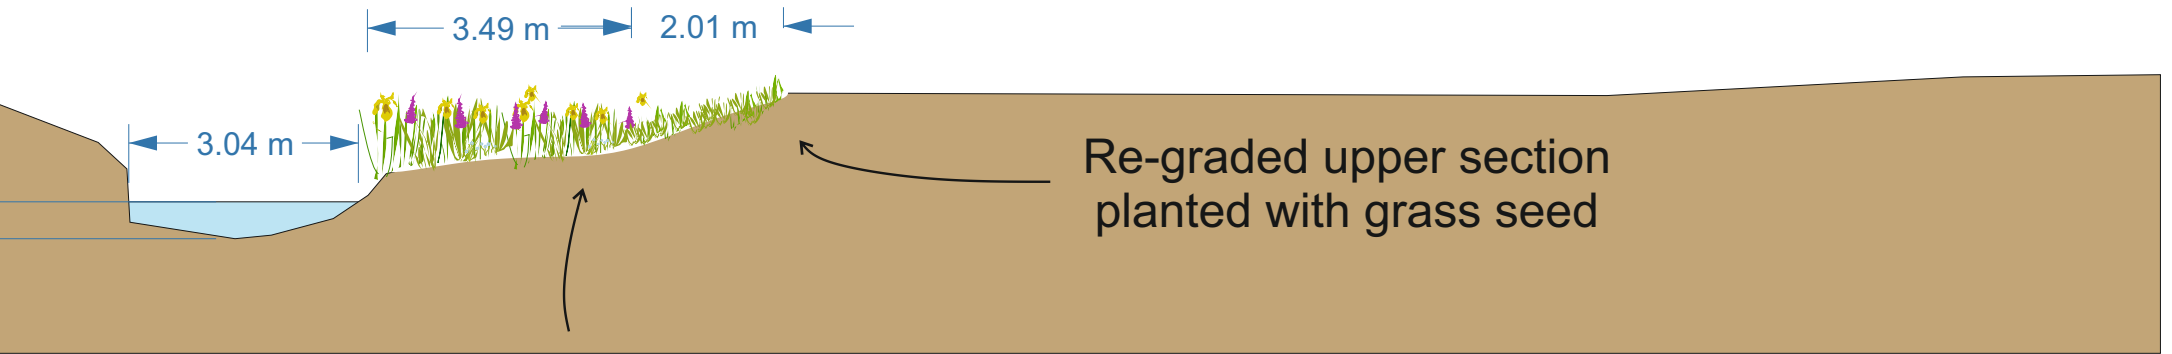 3.49 m
2.01 m
3.04 m
Re-graded upper section
planted with grass seed